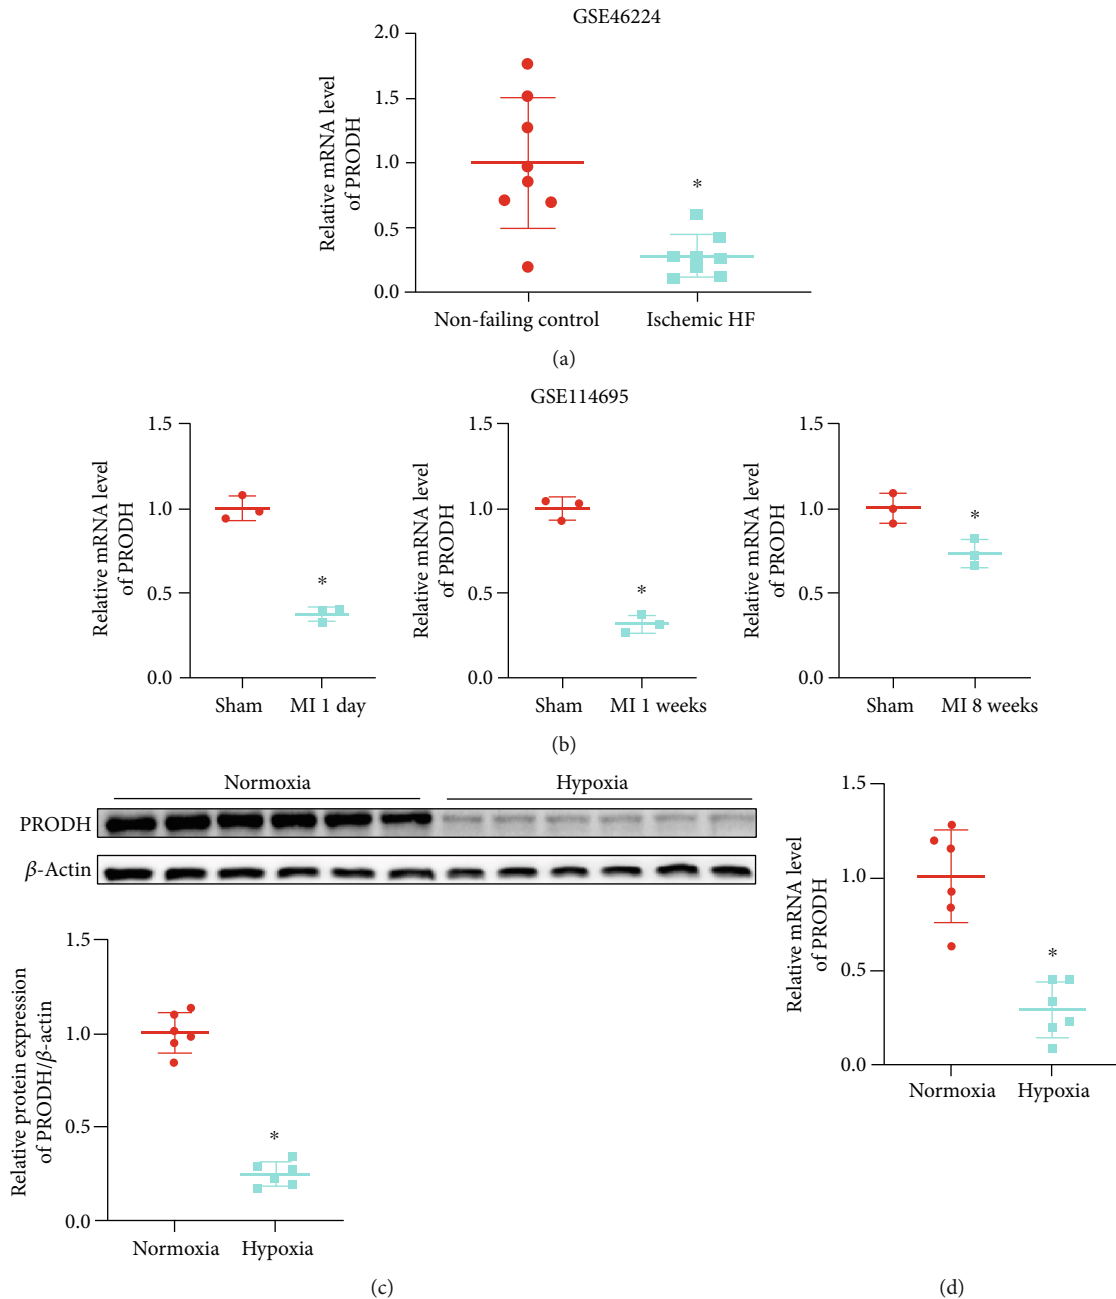 GSE46224
Relative mRNA level
of PRODH
2.0
1.5
1.0
0.5
0.0
*
Non-failing control
Ischemic HF
(a)
GSE114695
Relative mRNA level
of PRODH
1.5
1.0
0.5
0.0
*
Sham
MI 1 day
Relative mRNA level
of PRODH
1.5
1.0
0.5
0.0
*
Sham
MI 1 weeks
Relative mRNA level
of PRODH
1.5
1.0
0.5
0.0
*
Sham
MI 8 weeks
(b)
Normoxia
Hypoxia
PRODH
β-Actin
Relative protein expression
of PRODH/β-actin
1.5
1.0
0.5
0.0
*
Normoxia
Hypoxia
(c)
Relative mRNA level
of PRODH
1.5
1.0
0.5
0.0
*
Normoxia
Hypoxia
(d)